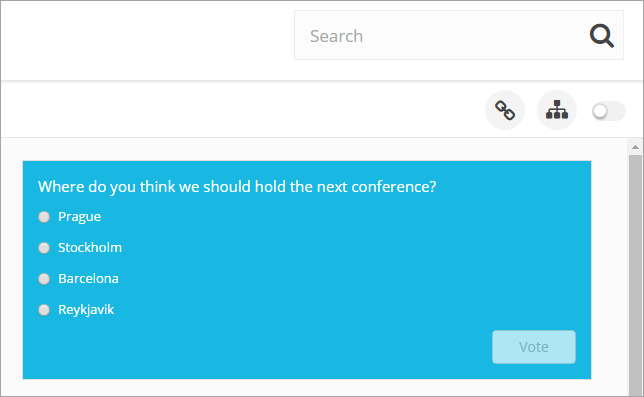 Search
Where do you think we should hold the next conference?
Prague
Stockholm
Barcelona
Reykjavik
Vote